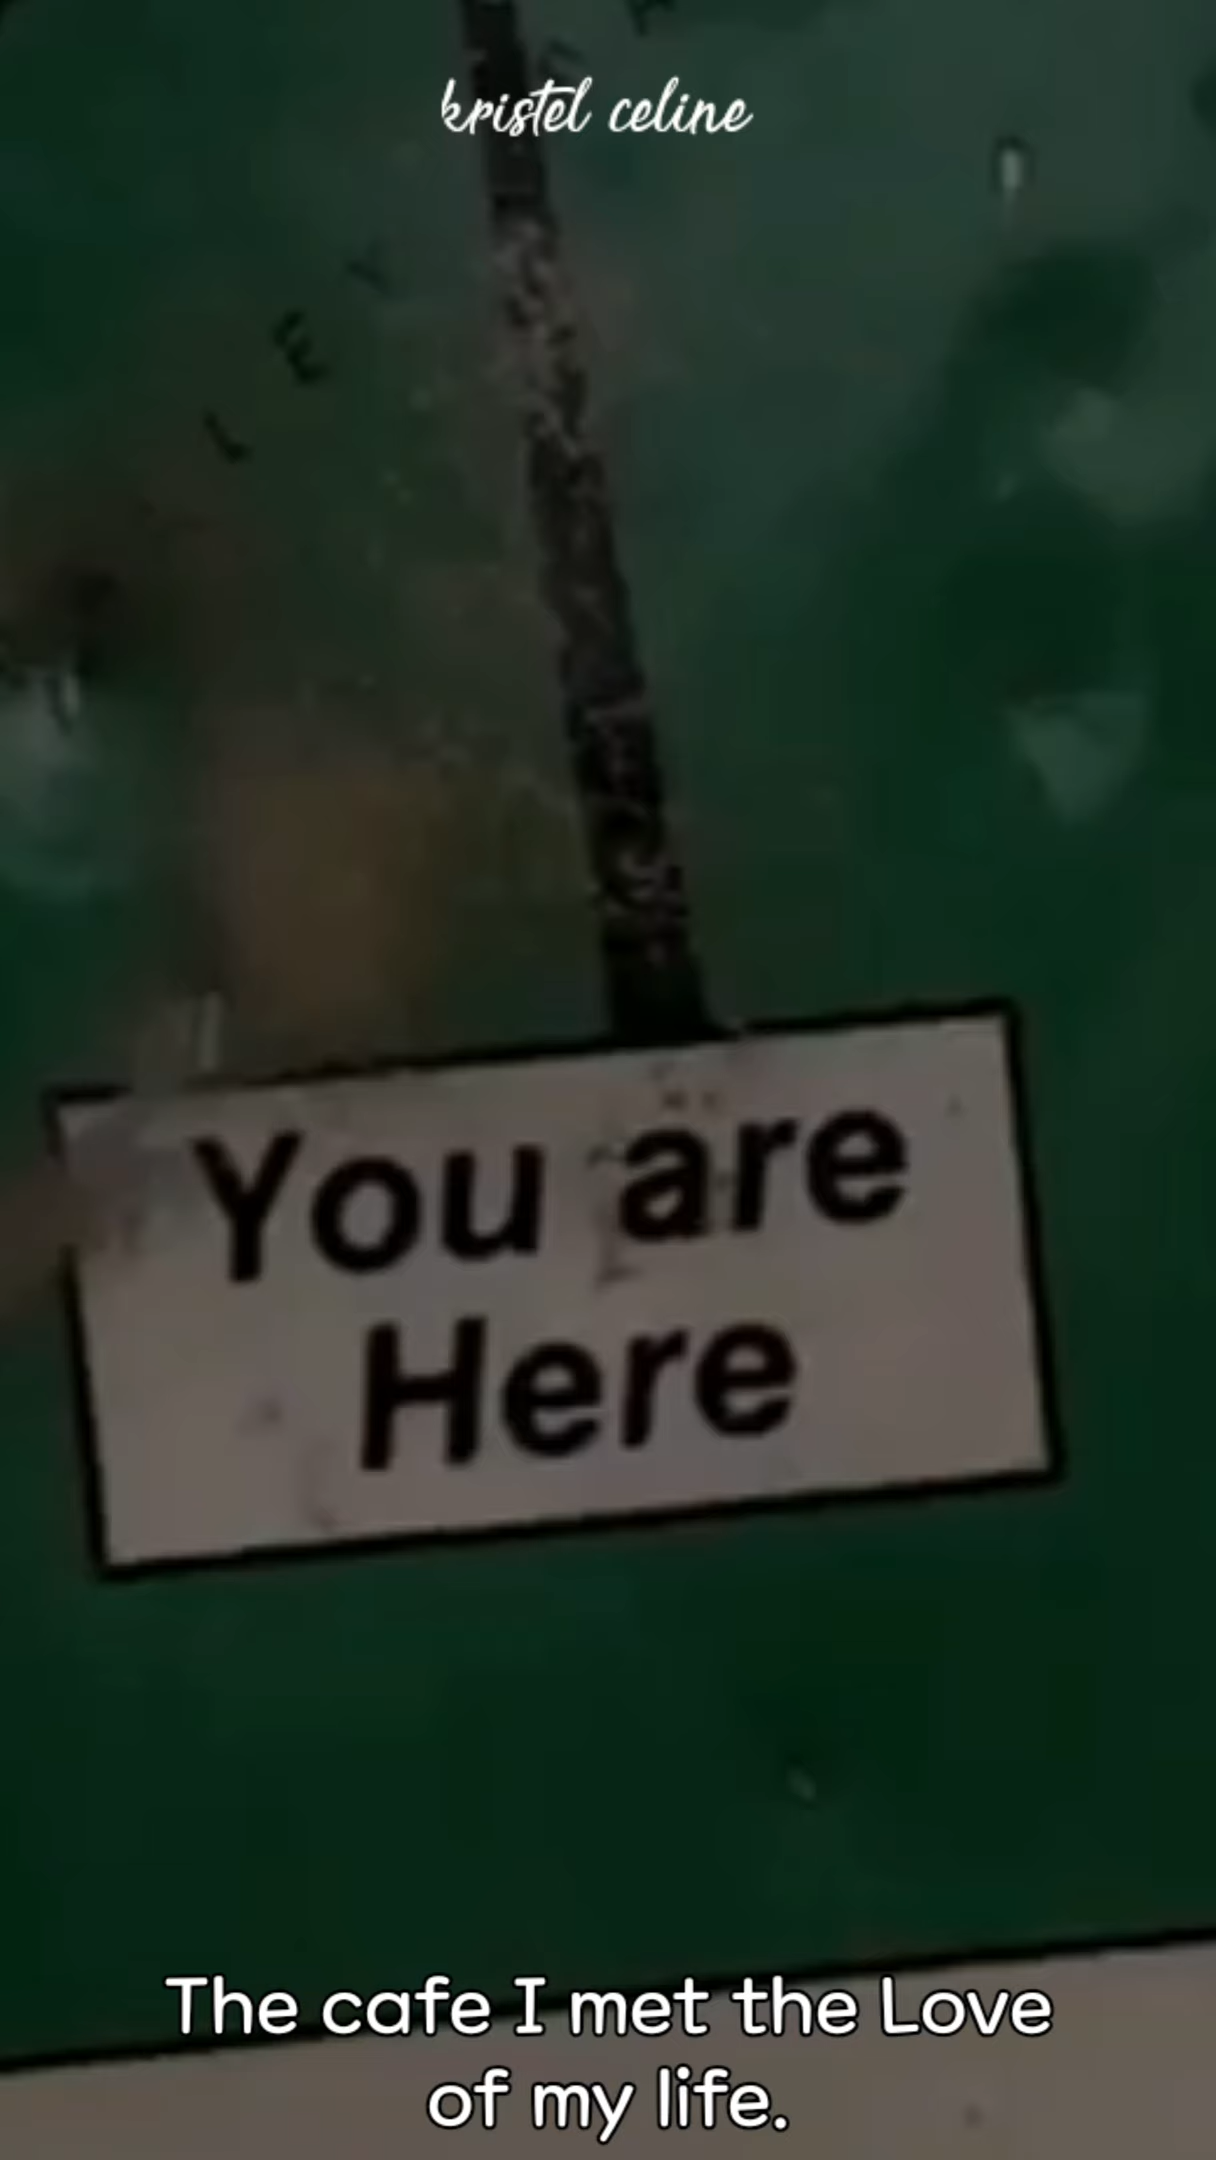 kristel celine
L E Y
You are
Here
The cafe I met the Love
of my life.